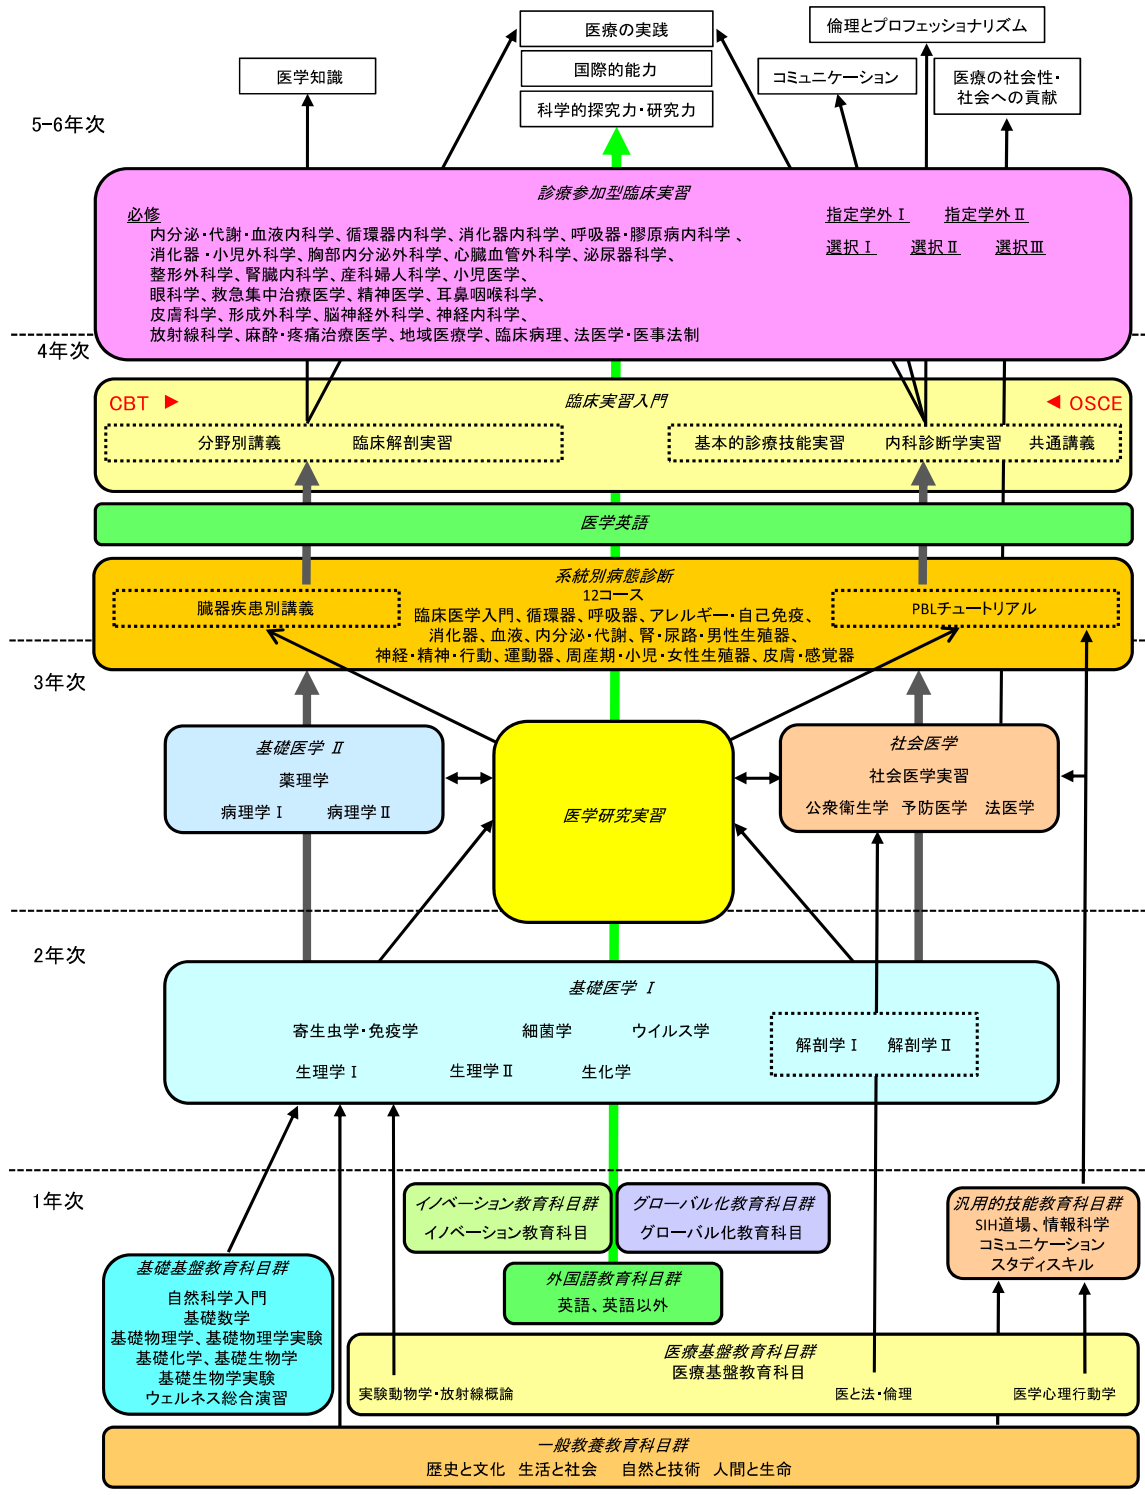 医療の実践
倫理とプロフェッショナリズム
国際的能力
医学知識
コミュニケーション
医療の社会性・
社会への貢献
科学的探究力・研究力
5-6年次
診療参加型臨床実習
必修
指定学外Ⅰ 指定学外Ⅱ
内分泌・代謝・血液内科学、循環器内科学、消化器内科学、呼吸器・膠原病内科学、
選択Ⅰ 選択Ⅱ 選択Ⅲ
消化器・小児外科学、胸部内分泌外科学、心臓血管外科学、泌尿器科学、
整形外科学、腎臓内科学、産科婦人科学、小児医学、
眼科学、救急集中治療医学、精神医学、耳鼻咽喉科学、
皮膚科学、形成外科学、脳神経外科学、神経内科学、
放射線科学、麻酔・疼痛治療医学、地域医療学、臨床病理、法医学・医事法制
4年次
臨床実習入門
CBT
OSCE
分野別講義 臨床解剖実習
基本的診療技能実習 内科診断学実習 共通講義
医学英語
系統別病態診断
12コース
臓器疾患別講義
PBLチュートリアル
臨床医学入門、循環器、呼吸器、アレルギー・自己免疫、
消化器、血液、内分泌・代謝、腎・尿路・男性生殖器、
神経・精神・行動、運動器、周産期・小児・女性生殖器、皮膚・感覚器
3年次
基礎医学 Ⅱ
薬理学
病理学Ⅰ 病理学Ⅱ
医学研究実習
社会医学
社会医学実習
公衆衛生学 予防医学 法医学
2年次
基礎医学 Ⅰ
寄生虫学・免疫学 細菌学 ウイルス学
解剖学Ⅰ 解剖学Ⅱ
生理学Ⅰ 生理学Ⅱ 生化学
1年次
イノベーション教育科目群
イノベーション教育科目
グローバル化教育科目群
グローバル化教育科目
汎用的技能教育科目群
SIH道場、情報科学
コミュニケーション
スタディスキル
外国語教育科目群
英語、英語以外
基礎基盤教育科目群
自然科学入門
基礎数学
基礎物理学、基礎物理学実験
基礎化学、基礎生物学
基礎生物学実験
ウェルネス総合演習
医療基盤教育科目群
医療基盤教育科目
実験動物学・放射線概論 医と法・倫理 医学心理行動学
一般教養教育科目群
歴史と文化 生活と社会 自然と技術 人間と生命